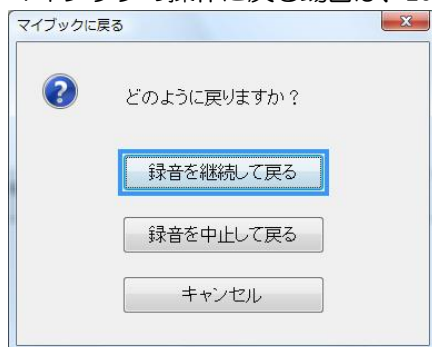 マイブックに戻る
どのように戻りますか？
録音を継続して戻る
録音を中止して戻る
キャンセル